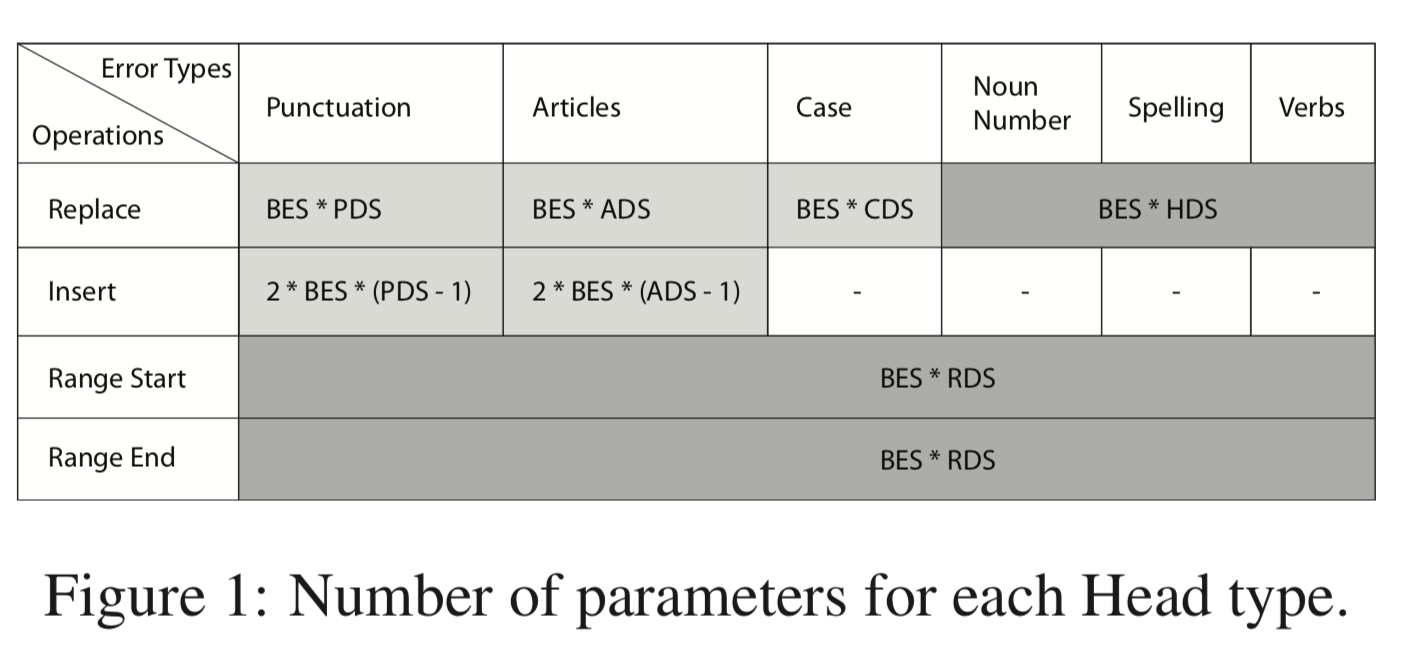 Error Types
Operations
Punctuation
Articles
Case
Noun
Number
Spelling
Verbs
Replace
BES * PDS
BES * ADS
BES * CDS
BES * HDS
Insert
2 * BES * (PDS - 1)
2 * BES * (ADS - 1)
-
-
-
-
Range Start
BES * RDS
Range End
BES * RDS
Figure 1: Number of parameters for each Head type.